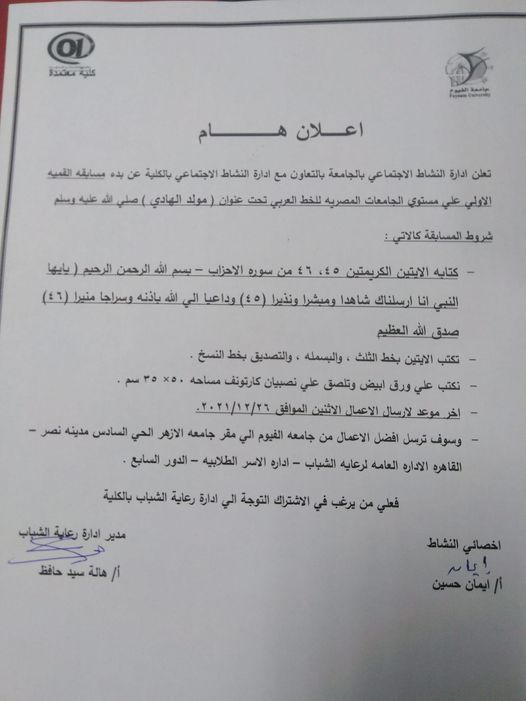 كلية معتمدة
جامعة الفيوم
Fayoum University
اعـلان هـــام
تعلن ادارة النشاط الاجتماعي بالجامعة بالتعاون مع ادارة النشاط الاجتماعي بالكلية عن بدء مسابقه القميه
الاولي علي مستوي الجامعات المصريه للخط العربي تحت عنوان ( مولد الهادي ) صلي الله عليه وسلم
شروط المسابقة كالاتي :
– كتابه الايتين الكريمتين ٤٥، ٤٦ من سوره الاحزاب – بسم الله الرحمن الرحيم ( يايها
النبي انا ارسلناك شاهدا ومبشرا ونذيرا (٤٥) وداعيا الي الله باذنه وسراجا منيرا (٤٦)
صدق الله العظيم
– تكتب الايتين بخط الثلث ، والبسمله ، والتصديق بخط النسخ .
– تكتب علي ورق ابيض وتلصق علي نصبيان كارتونف مساحه ٥٠× ٣٥ سم .
– اخر موعد لارسال الاعمال الاثنين الموافق ٢٠٢١/١٢/٢٦.
– وسوف ترسل افضل الاعمال من جامعه الفيوم الي مقر جامعه الازهر الحي السادس مدينه نصر –
القاهره الاداره العامه لرعايه الشباب – اداره الاسر الطلابيه – الدور السابع .
فعلي من يرغب في الاشتراك التوجة الي ادارة رعاية الشباب بالكلية
اخصائي النشاط
ايمان
أ/ ايمان حسين
مدير ادارة رعاية الشباب
أ/ هالة سيد حافظ